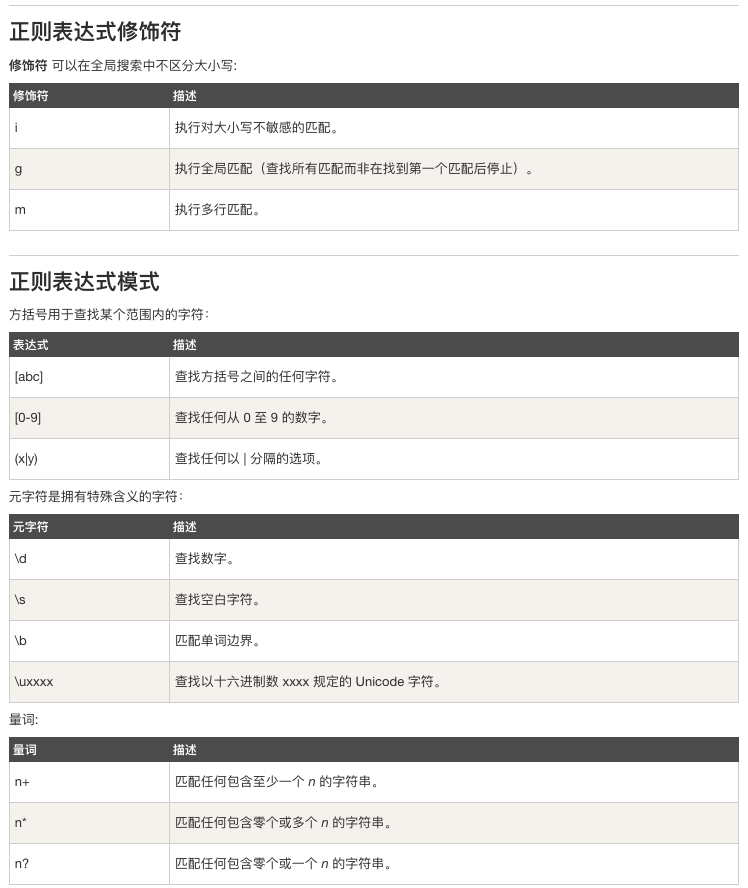 正则表达式修饰符
修饰符 可以在全局搜索中不区分大小写:
修饰符 描述
i 执行对大小写不敏感的匹配。
g 执行全局匹配（查找所有匹配而非在找到第一个匹配后停止）。
m 执行多行匹配。
正则表达式模式
方括号用于查找某个范围内的字符：
表达式 描述
[abc] 查找方括号之间的任何字符。
[0-9] 查找任何从 0 至 9 的数字。
(x|y) 查找任何以 | 分隔的选项。
元字符是拥有特殊含义的字符：
元字符 描述
\d 查找数字。
\s 查找空白字符。
\b 匹配单词边界。
\uxxxx 查找以十六进制数 xxxx 规定的 Unicode 字符。
量词:
量词 描述
n+ 匹配任何包含至少一个 n 的字符串。
n* 匹配任何包含零个或多个 n 的字符串。
n? 匹配任何包含零个或一个 n 的字符串。